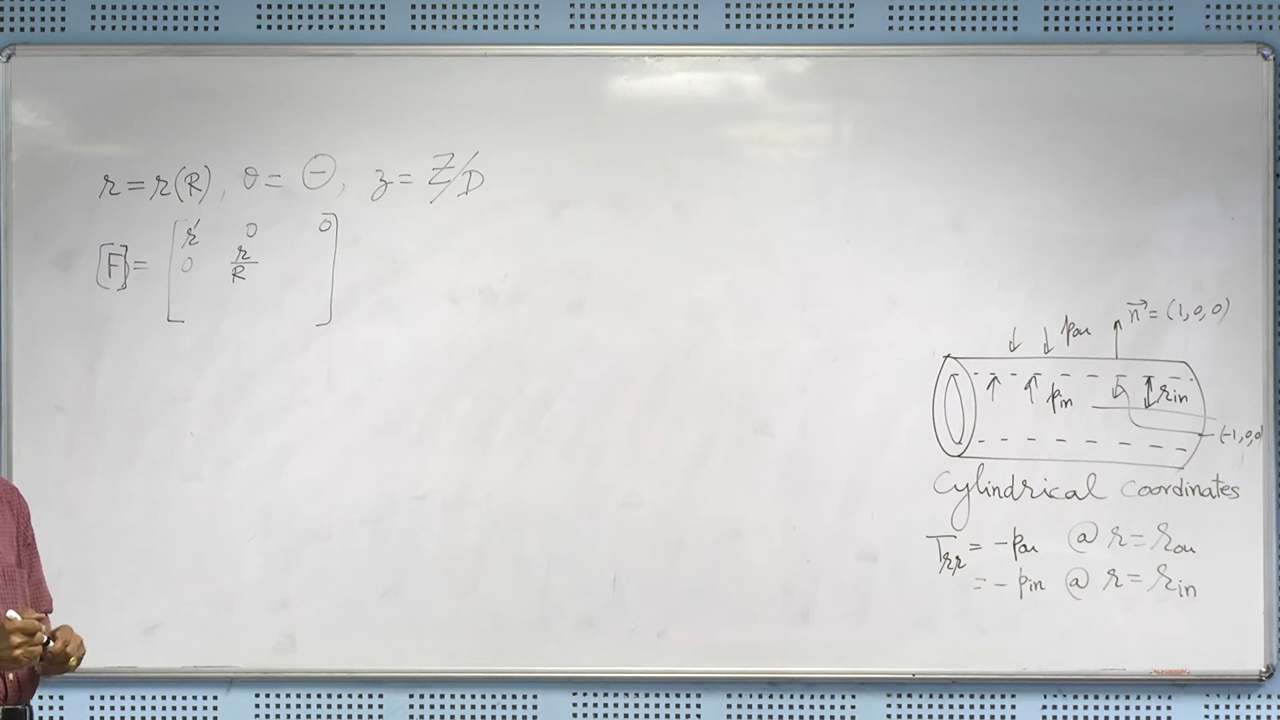 r = r(R), θ = Θ, z = Z/D
[F] = [ r' 0 0
0 r/R ]
p_ou n⃗ = (1,0,0)
p_in r_in
(-1,0,0)
Cylindrical coordinates
T_rr = -p_ou @ r = r_ou
= -p_in @ r = r_in